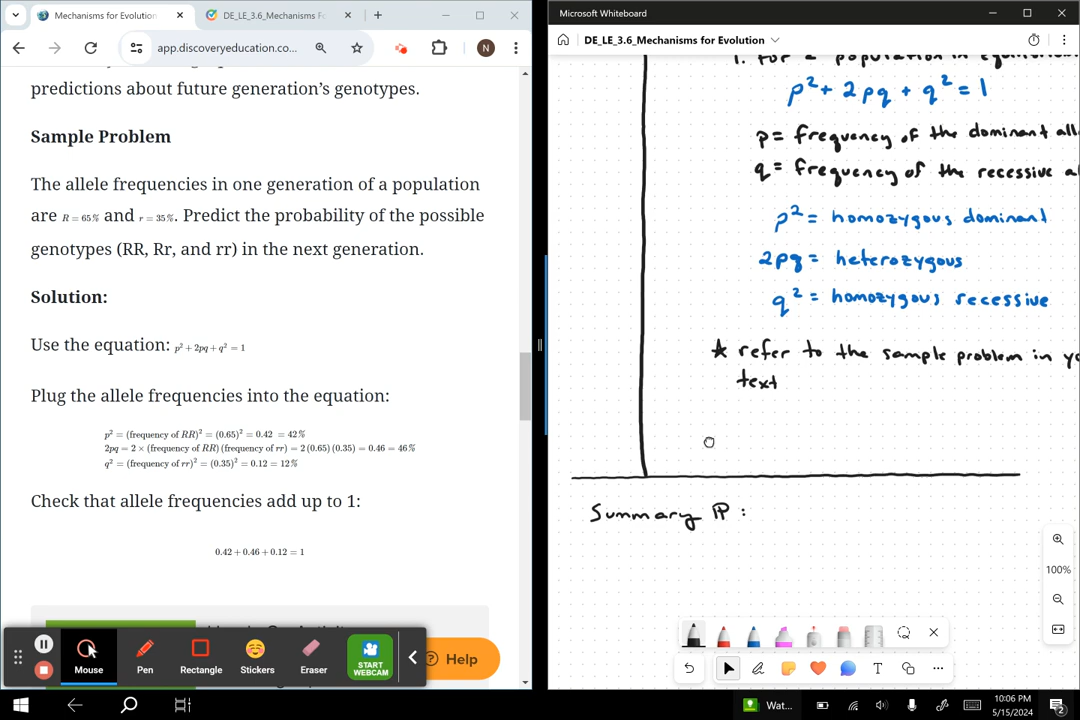 Mechanisms for Evolution
DE_LE_3.6_Mechanisms Fo
app.discoveryeducation.co...
N
predictions about future generation's genotypes.
Sample Problem
The allele frequencies in one generation of a population
are R = 65% and r = 35%. Predict the probability of the possible
genotypes (RR, Rr, and rr) in the next generation.
Solution:
Use the equation: p² + 2pq + q² = 1
Plug the allele frequencies into the equation:
p² = (frequency of RR)² = (0.65)² = 0.42 = 42%
2pq = 2 × (frequency of RR) (frequency of rr) = 2 (0.65) (0.35) = 0.46 = 46%
q² = (frequency of rr)² = (0.35)² = 0.12 = 12%
Check that allele frequencies add up to 1:
0.42 + 0.46 + 0.12 = 1
Mouse
Pen
Rectangle
Stickers
Eraser
START
WEBCAM
Help
Microsoft Whiteboard
DE_LE_3.6_Mechanisms for Evolution
1. For a population in
p² + 2pq + q² = 1
p = frequency of the dominant
q = frequency of the recessive
p² = homozygous dominant
2pq = heterozygous
q² = homozygous recessive
★ refer to the sample problem in
text
Summary P:
100%
Wat...
10:06 PM
5/15/2024
2